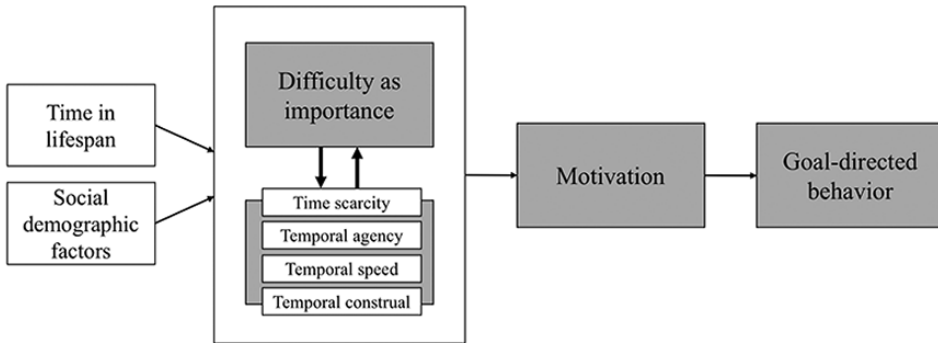 Time in
lifespan
Social
demographic
factors
Difficulty as
importance
Time scarcity
Temporal agency
Temporal speed
Temporal construal
Motivation
Goal-directed
behavior